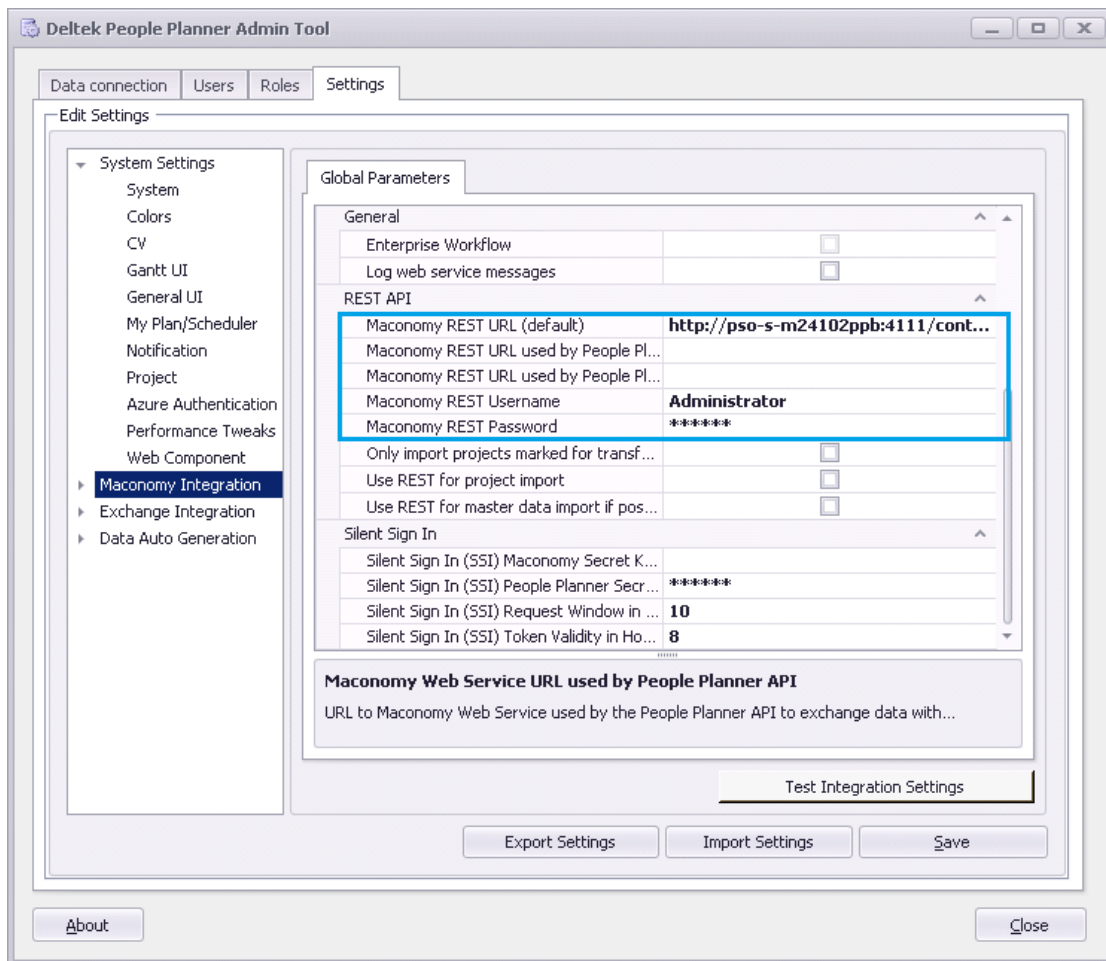 Deltek People Planner Admin Tool
Data connection Users Roles Settings
Edit Settings
System Settings
System
Colors
CV
Gantt UI
General UI
My Plan/Scheduler
Notification
Project
Azure Authentication
Performance Tweaks
Web Component
Maconomy Integration
Exchange Integration
Data Auto Generation
Global Parameters
General
Enterprise Workflow
Log web service messages
REST API
Maconomy REST URL (default) http://pso-s-m24102ppb:4111/cont...
Maconomy REST URL used by People Pl...
Maconomy REST URL used by People Pl...
Maconomy REST Username Administrator
Maconomy REST Password ******
Only import projects marked for transf...
Use REST for project import
Use REST for master data import if pos...
Silent Sign In
Silent Sign In (SSI) Maconomy Secret K...
Silent Sign In (SSI) People Planner Secr... ******
Silent Sign In (SSI) Request Window in ... 10
Silent Sign In (SSI) Token Validity in Ho... 8
Maconomy Web Service URL used by People Planner API
URL to Maconomy Web Service used by the People Planner API to exchange data with...
Test Integration Settings
Export Settings Import Settings Save
About Close